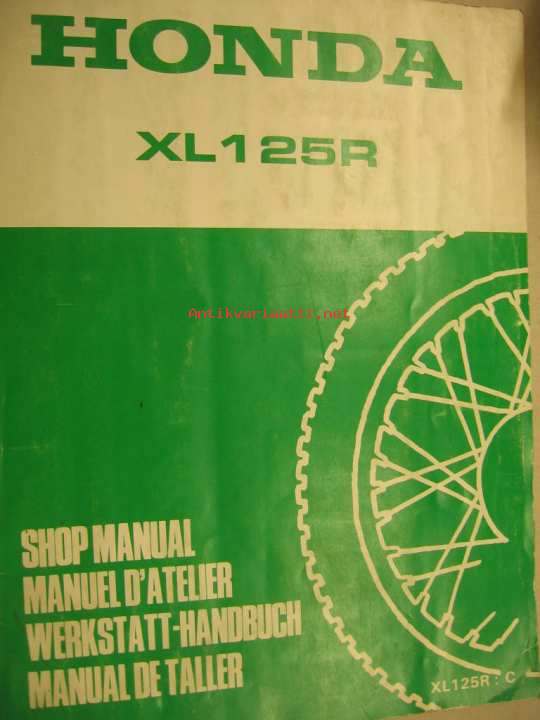 HONDA
XL125R
Antikvariaatti.net
SHOP MANUAL
MANUEL D'ATELIER
WERKSTATT-HANDBUCH
MANUAL DE TALLER
XL125R : C